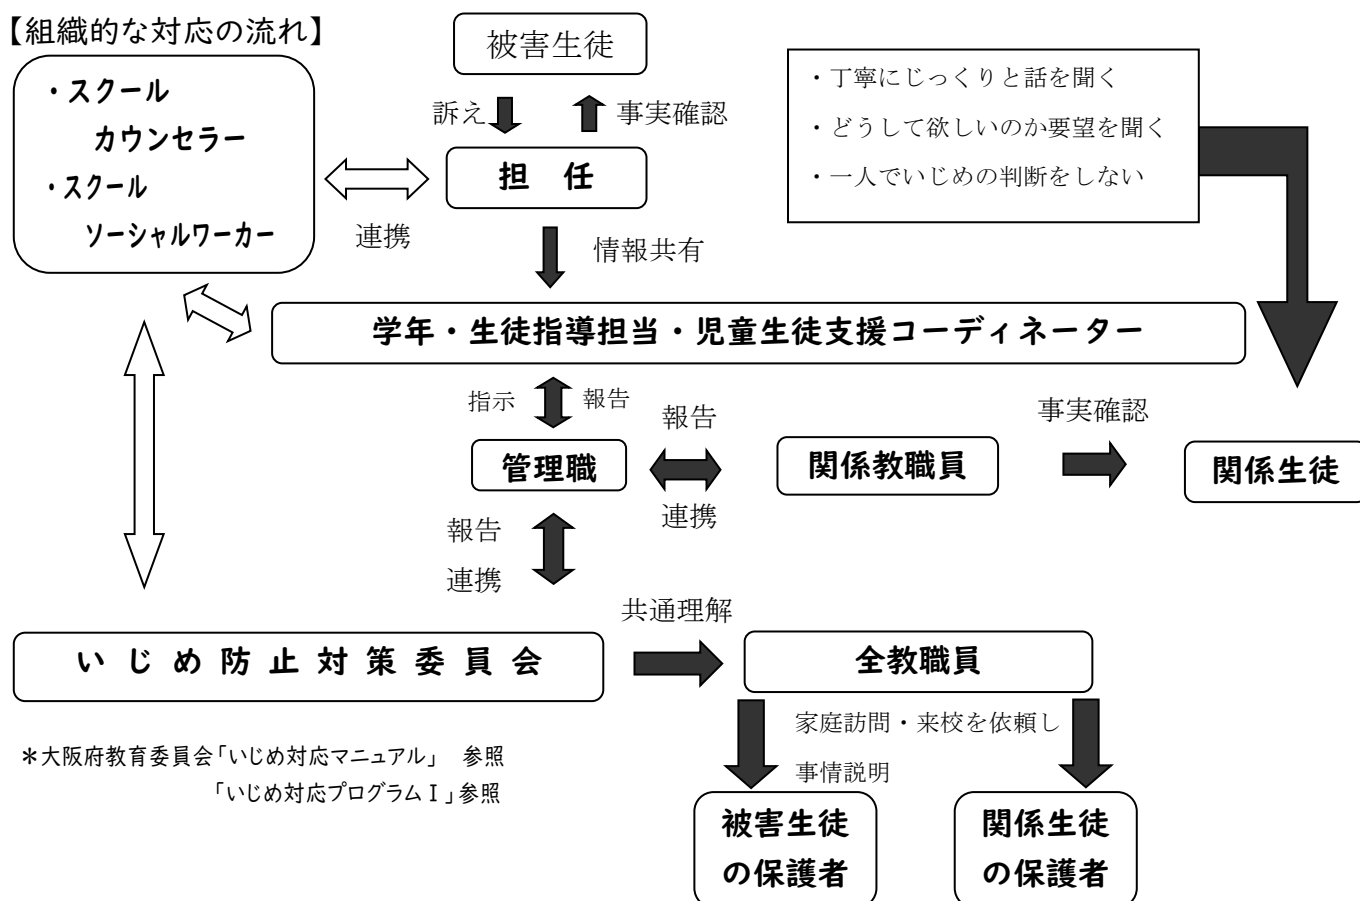 【組織的な対応の流れ】
被害生徒
・スクール
カウンセラー
・スクール
ソーシャルワーカー
・丁寧にじっくりと話を聞く
・どうして欲しいのか要望を聞く
・一人でいじめの判断をしない
訴え
事実確認
担 任
連携
情報共有
学年・生徒指導担当・児童生徒支援コーディネーター
指示
報告
報告
事実確認
管理職
関係教職員
関係生徒
連携
報告
連携
共通理解
いじめ防止対策委員会
全教職員
家庭訪問・来校を依頼し
事情説明
*大阪府教育委員会「いじめ対応マニュアル」 参照
「いじめ対応プログラムⅠ」参照
被害生徒
の保護者
関係生徒
の保護者